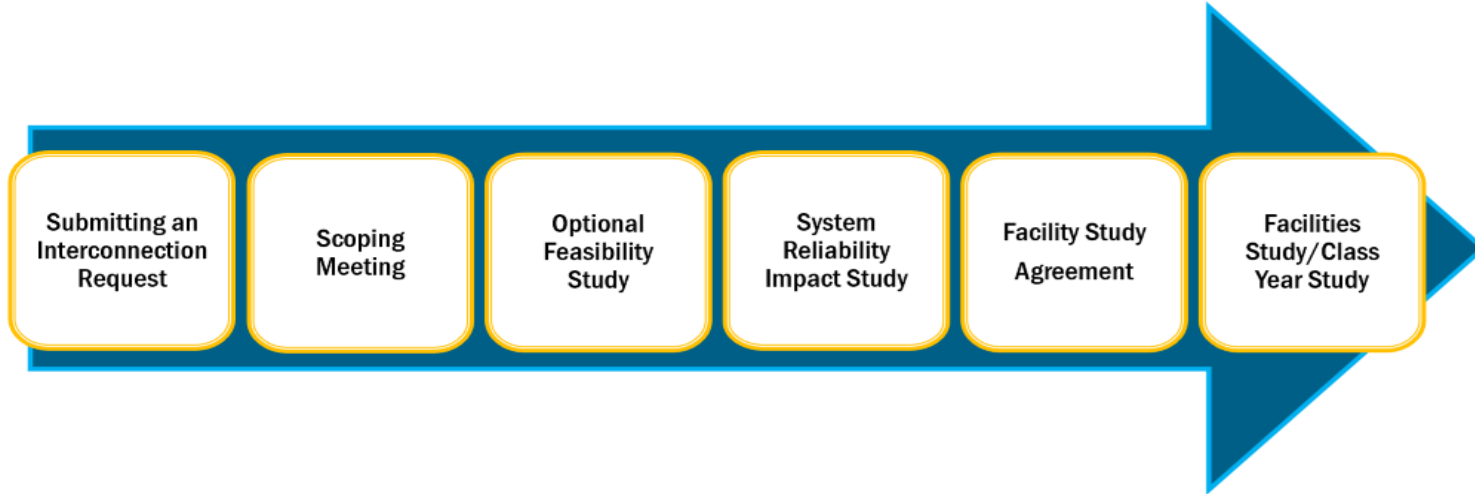 Submitting an
Interconnection
Request
Scoping
Meeting
Optional
Feasibility
Study
System
Reliability
Impact Study
Facility Study
Agreement
Facilities
Study/Class
Year Study